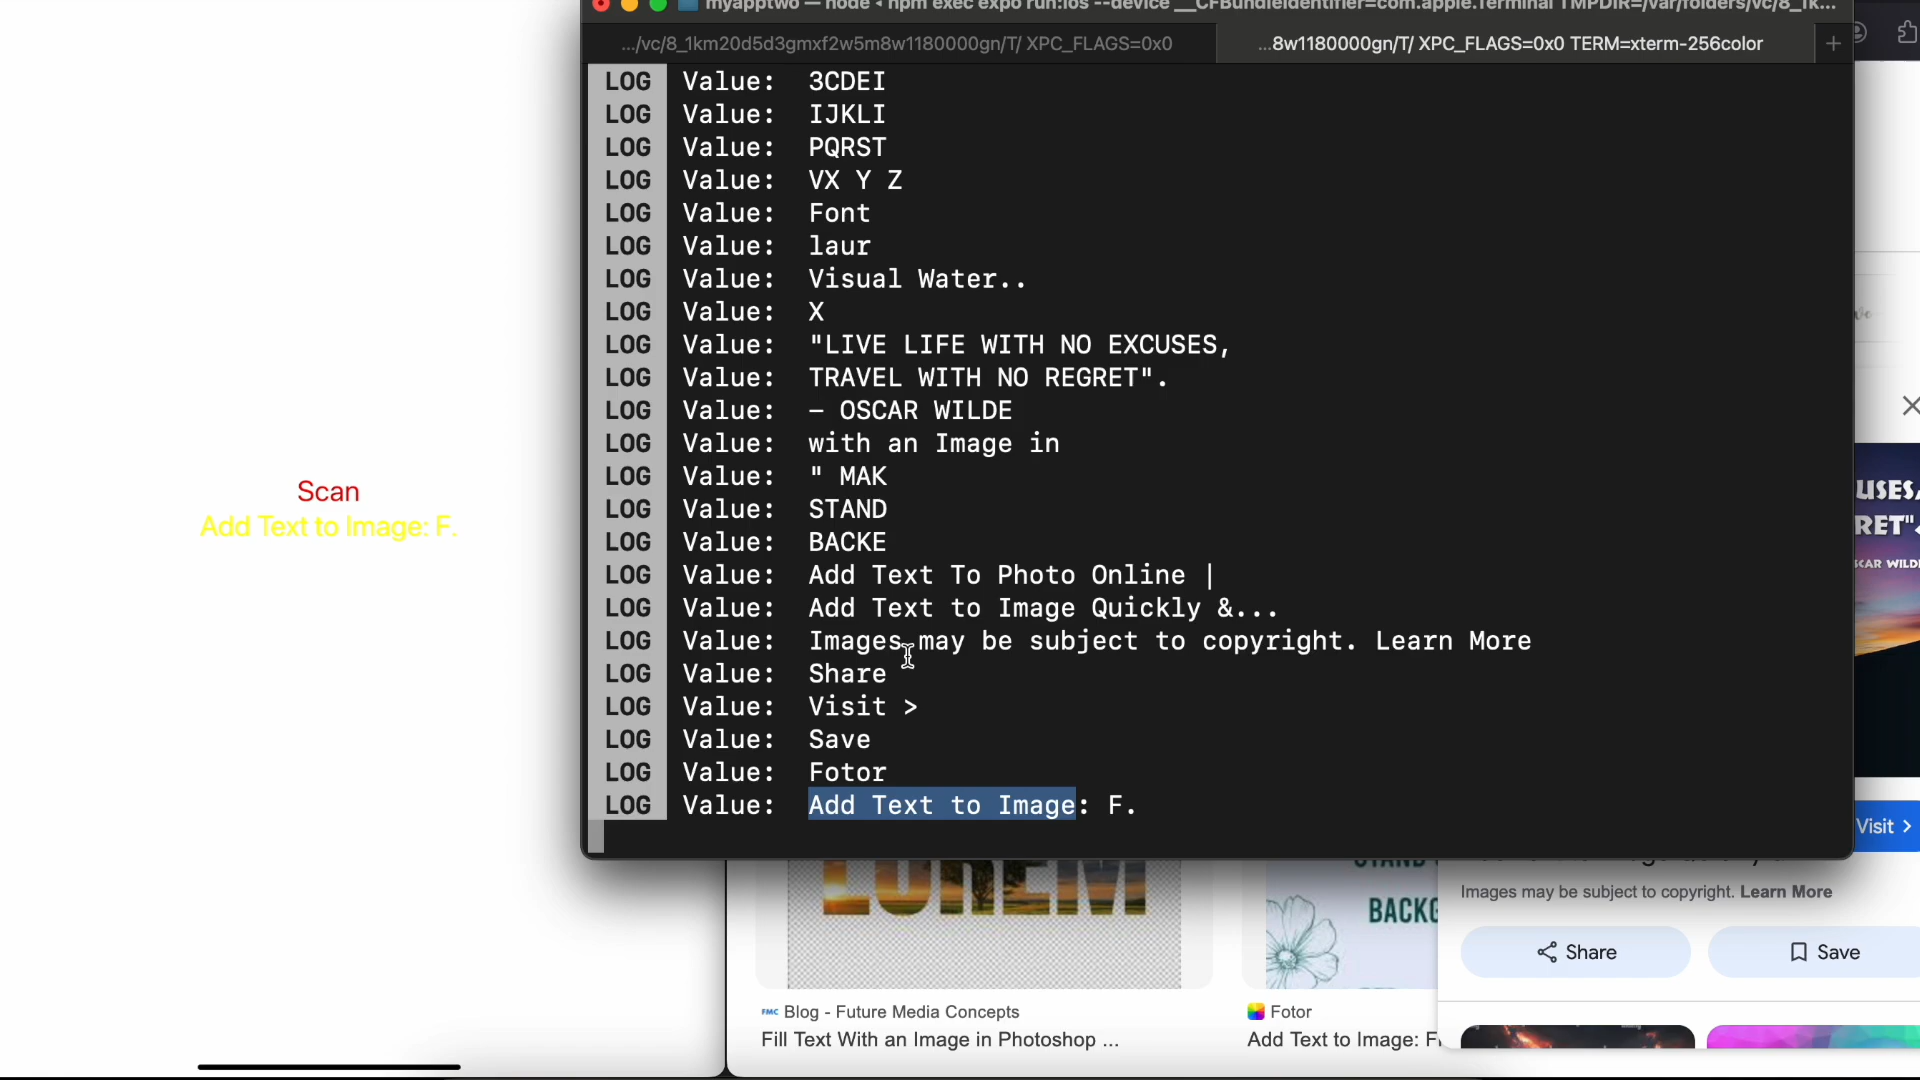 myapptwo — node ◂ npm exec expo run:ios --device __CFBundleIdentifier=com.apple.Terminal TMPDIR=/var/folders/vc/8_1k...
.../vc/8_1km20d5d3gmxf2w5m8w1180000gn/T/ XPC_FLAGS=0x0
...8w1180000gn/T/ XPC_FLAGS=0x0 TERM=xterm-256color
LOG Value: 3CDEI
LOG Value: IJKLI
LOG Value: PQRST
LOG Value: VX Y Z
LOG Value: Font
LOG Value: laur
LOG Value: Visual Water..
LOG Value: X
LOG Value: "LIVE LIFE WITH NO EXCUSES,
LOG Value: TRAVEL WITH NO REGRET".
LOG Value: – OSCAR WILDE
LOG Value: with an Image in
LOG Value: " MAK
LOG Value: STAND
LOG Value: BACKE
LOG Value: Add Text To Photo Online |
LOG Value: Add Text to Image Quickly &...
LOG Value: Images may be subject to copyright. Learn More
LOG Value: Share
LOG Value: Visit >
LOG Value: Save
LOG Value: Fotor
LOG Value: Add Text to Image: F.
Scan
Add Text to Image: F.
USES,
RET".
SCAR WILDE
Visit >
LOREM
STAND
BACKG
Images may be subject to copyright. Learn More
Share
Save
FMC Blog - Future Media Concepts
Fill Text With an Image in Photoshop ...
Fotor
Add Text to Image: F